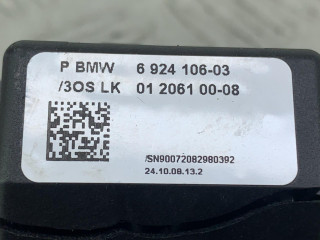 P BMW 6 924 106-03
/3OS LK 01 2061 00-08
/SN90072082980392
24.10.08.13.2